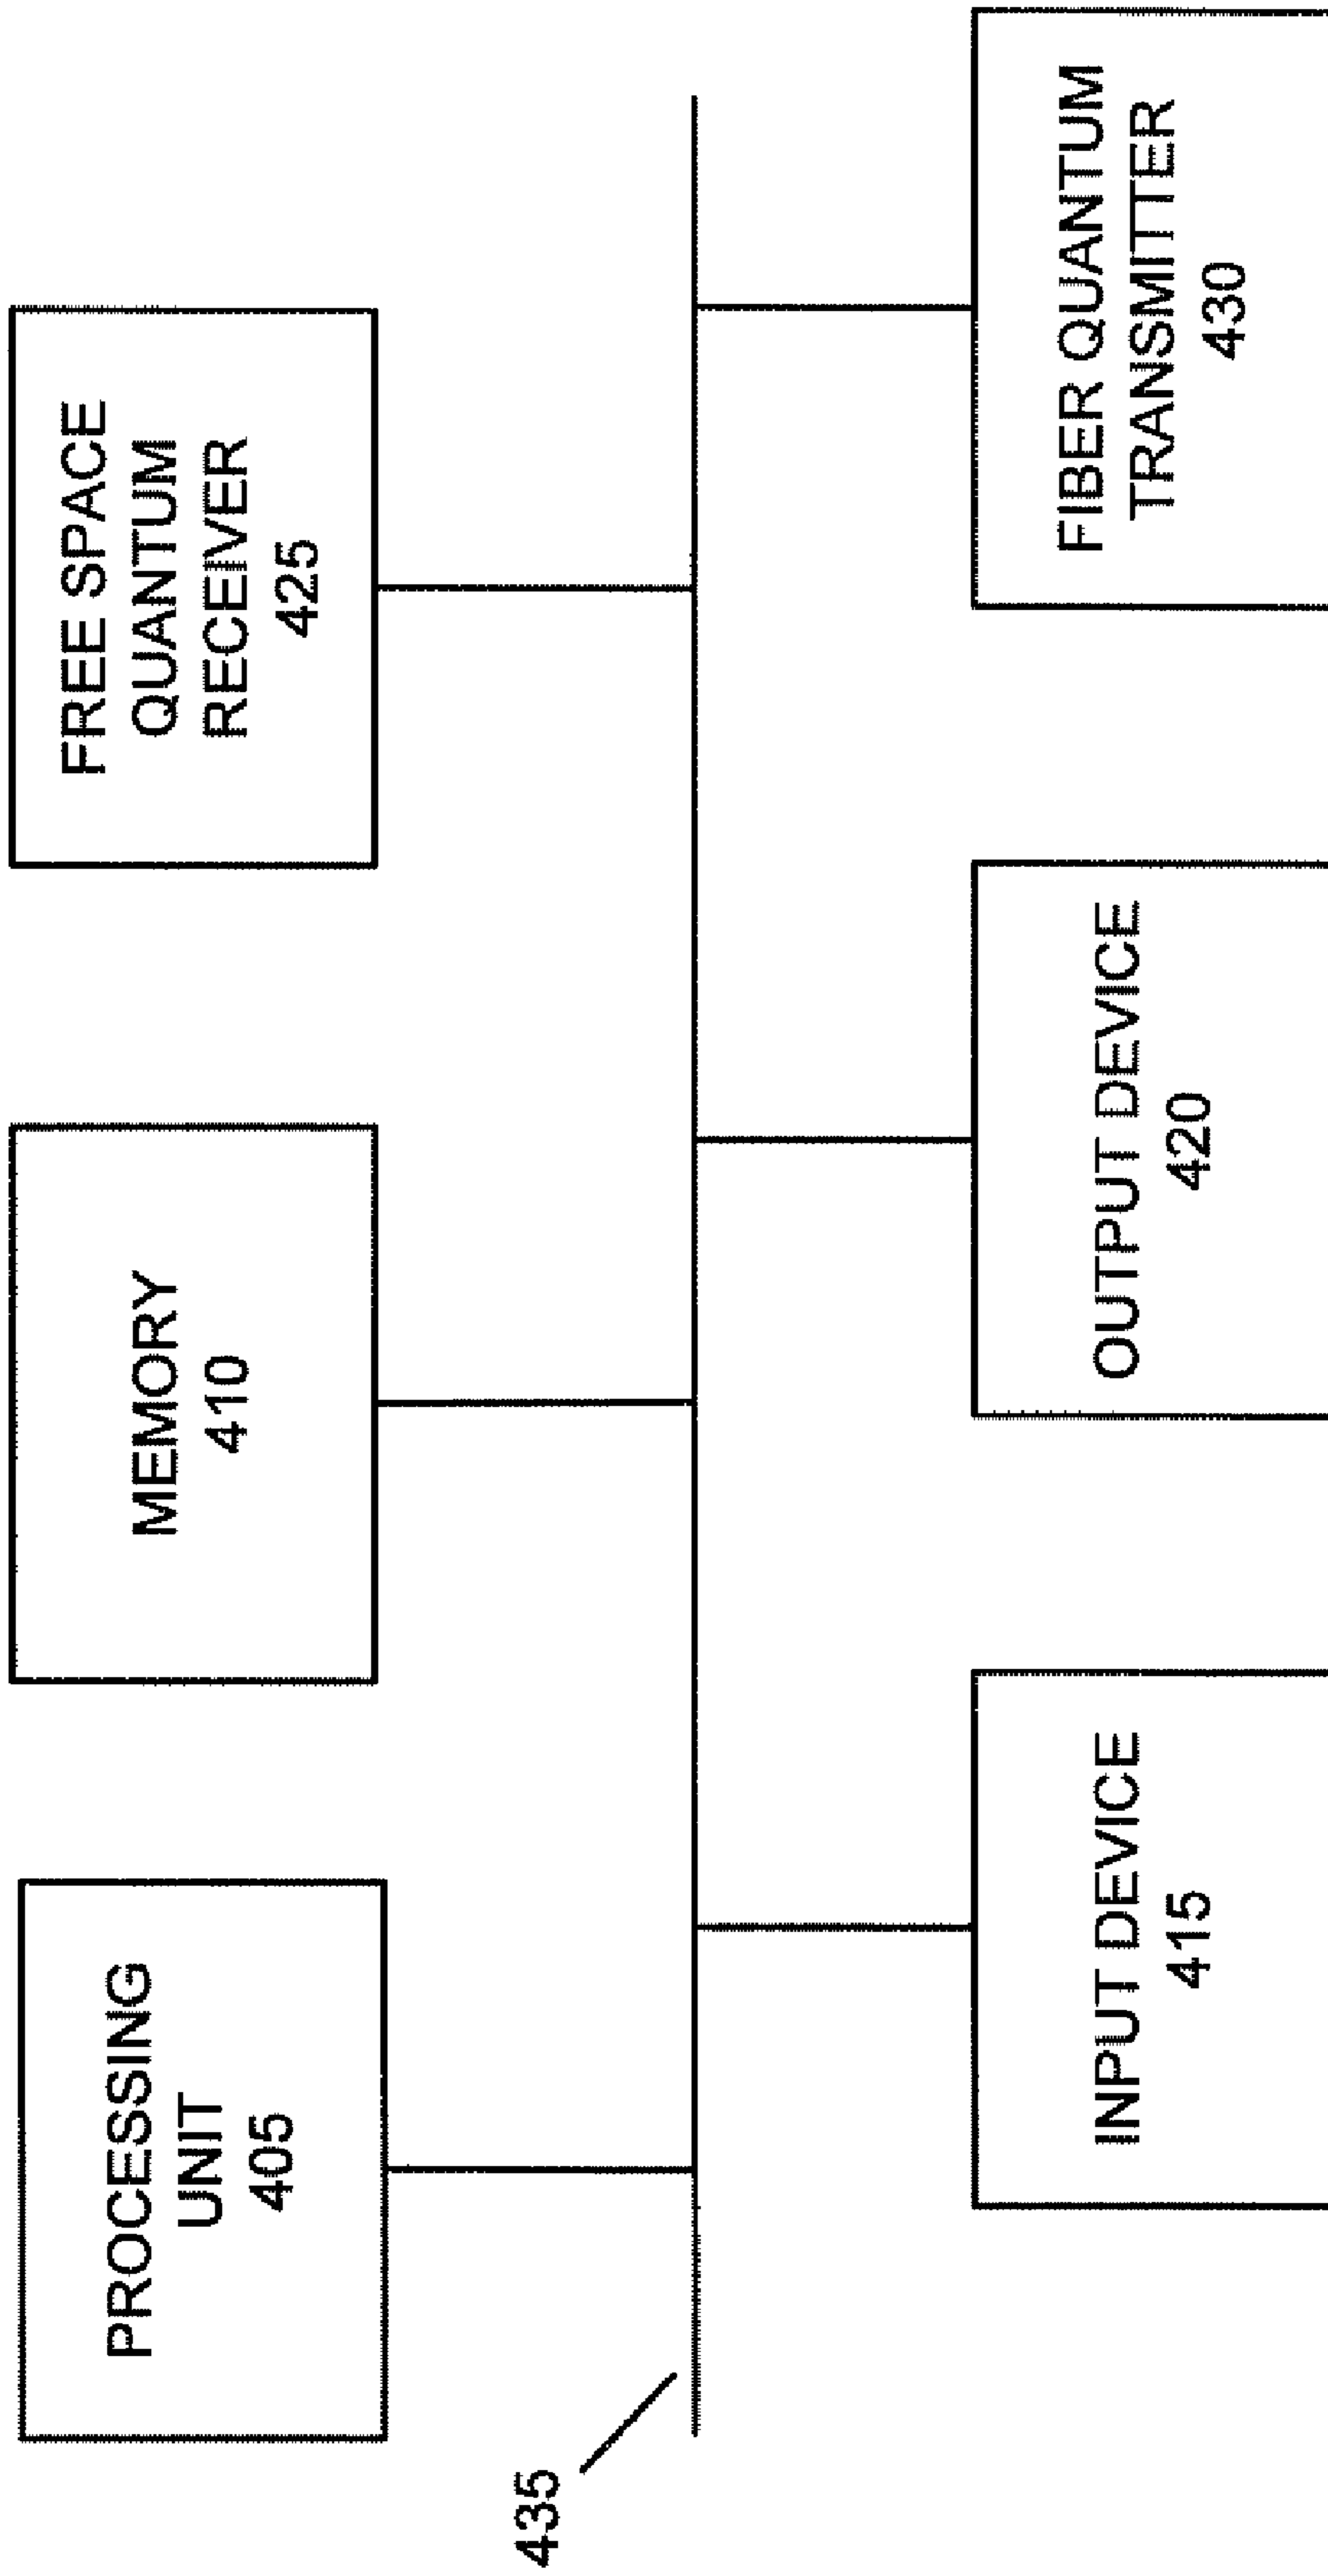 PROCESSING
UNIT
405
MEMORY
410
FREE SPACE
QUANTUM
RECEIVER
425
435
INPUT DEVICE
415
OUTPUT DEVICE
420
FIBER QUANTUM
TRANSMITTER
430